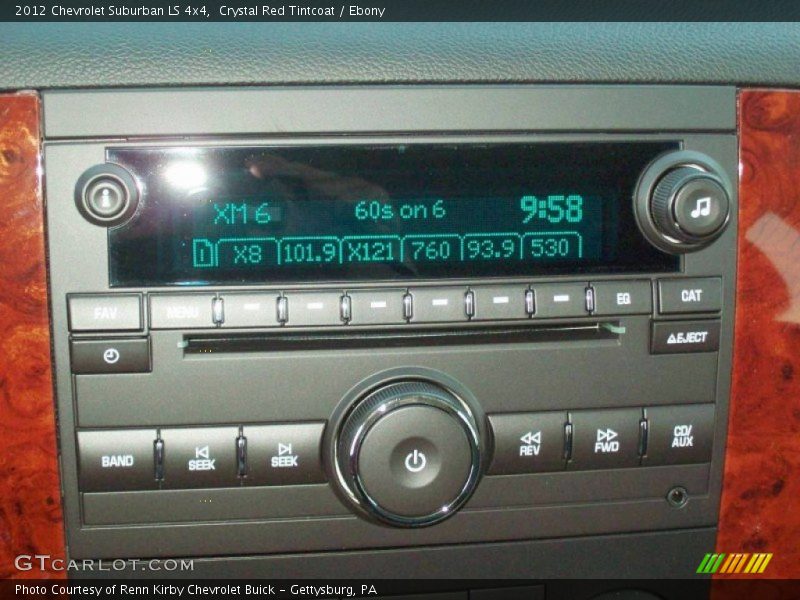 2012 Chevrolet Suburban LS 4x4,  Crystal Red Tintcoat / Ebony
i
XM 6 60s on 6 9:58
1 X8 101.9 X121 760 93.9 530
FAV MENU EQ CAT
EJECT
BAND SEEK SEEK REV FWD CD/AUX
GTCARLOT.COM
Photo Courtesy of Renn Kirby Chevrolet Buick - Gettysburg, PA